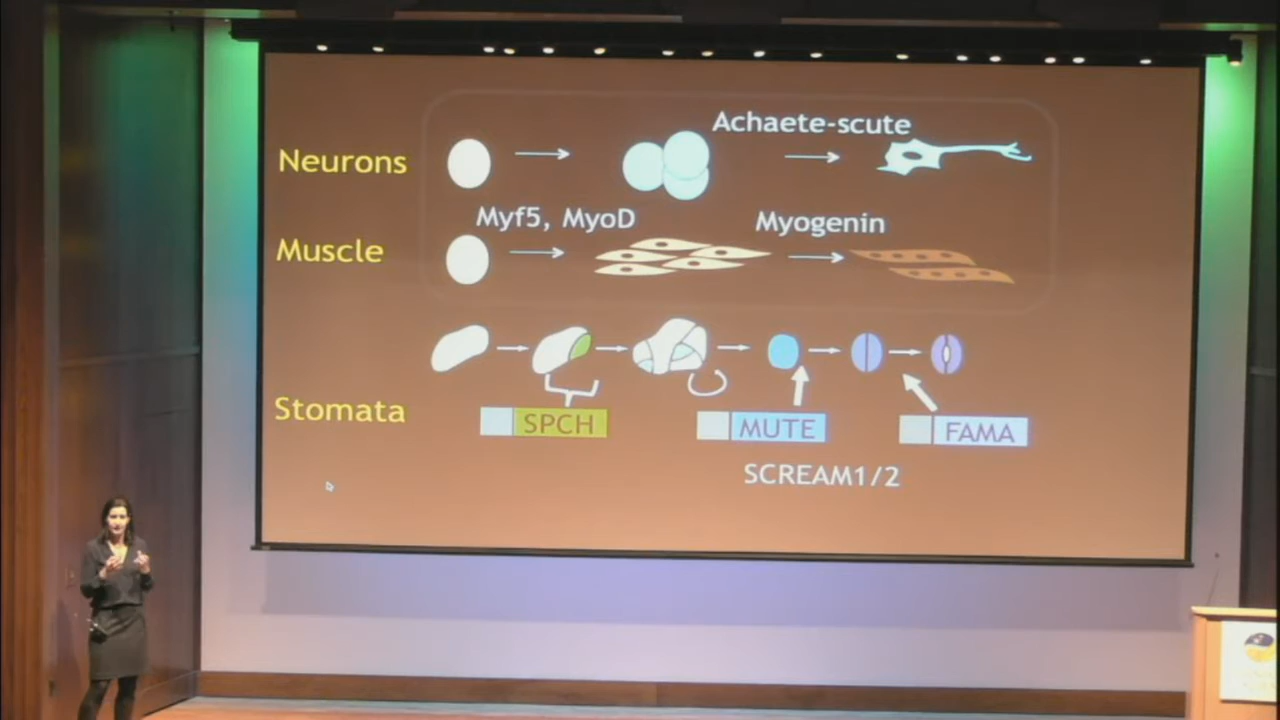 Achaete-scute
Neurons
Myf5, MyoD
Myogenin
Muscle
Stomata
SPCH
MUTE
FAMA
SCREAM1/2